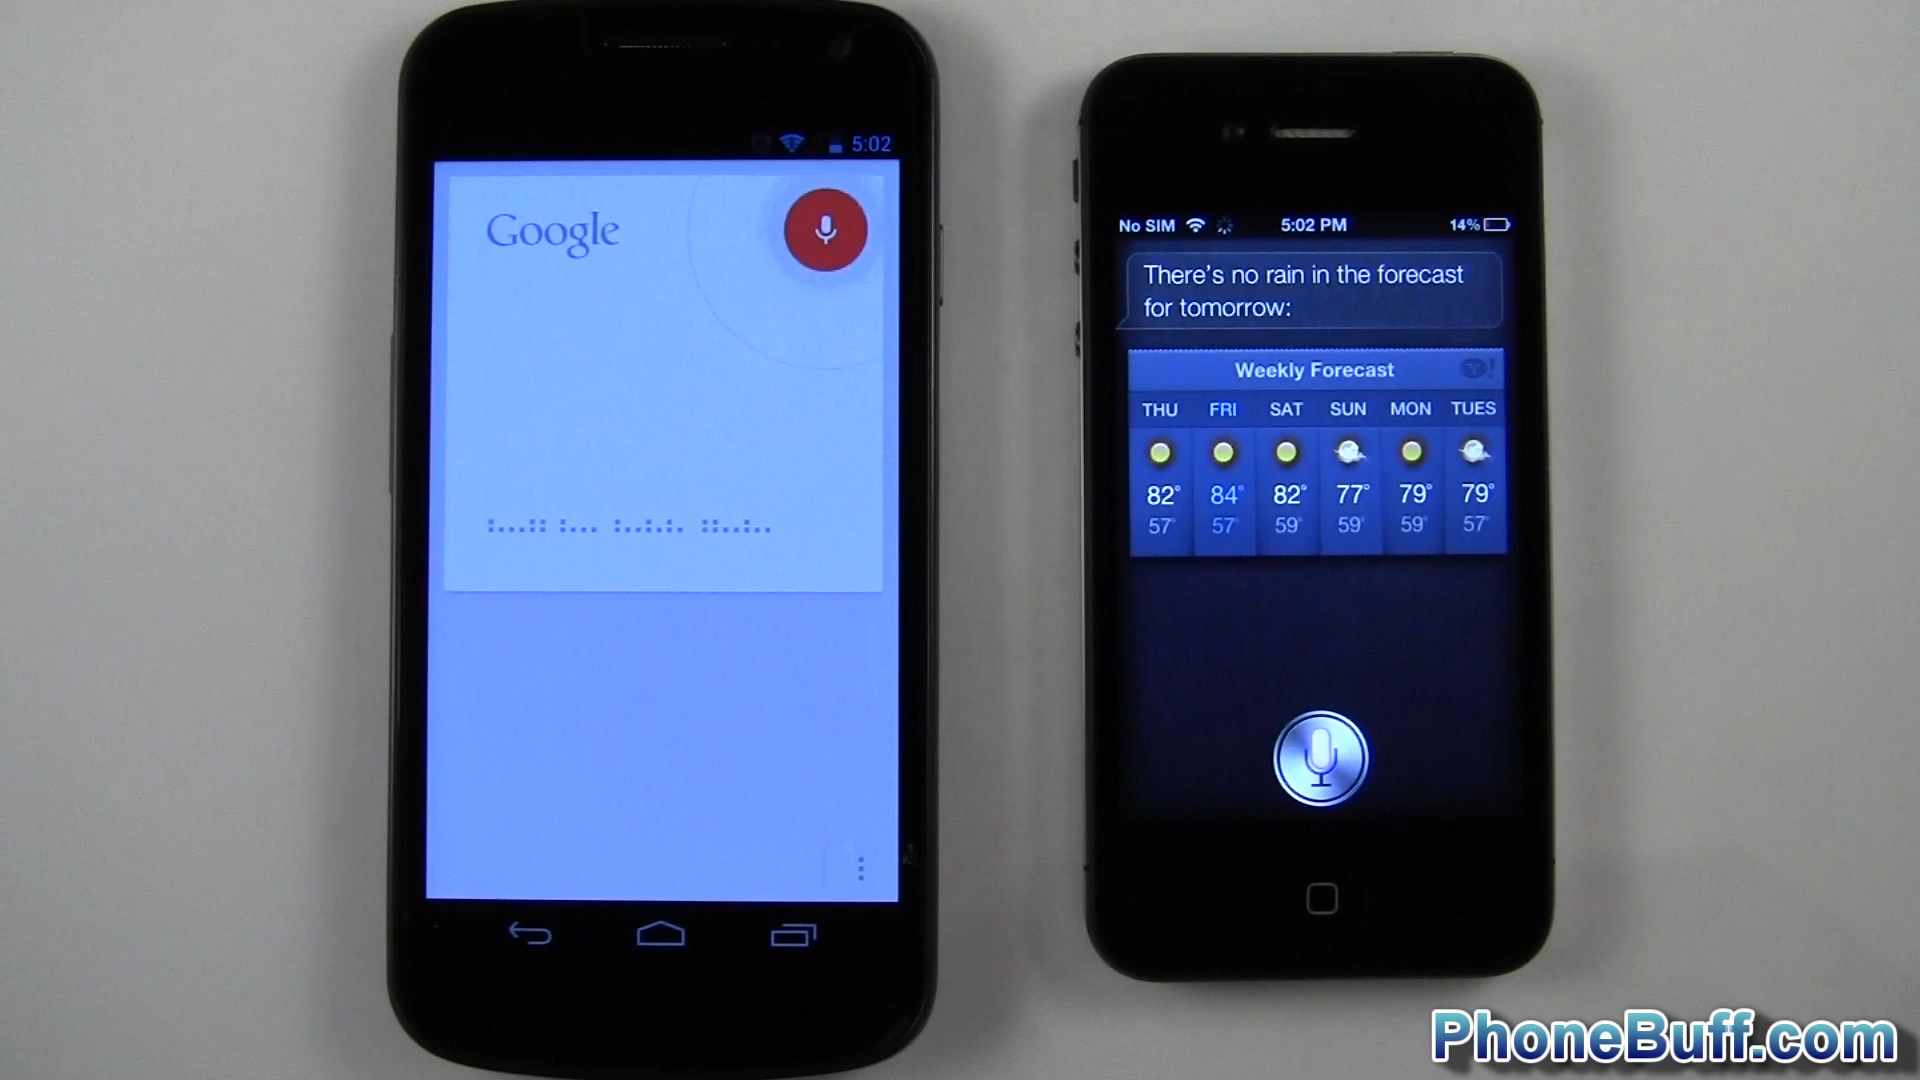 5:02
Google
No SIM 5:02 PM 14%
There's no rain in the forecast
for tomorrow:
Weekly Forecast Y!
THU FRI SAT SUN MON TUES
82° 84° 82° 77° 79° 79°
57° 57° 59° 59° 59° 57°
PhoneBuff.com